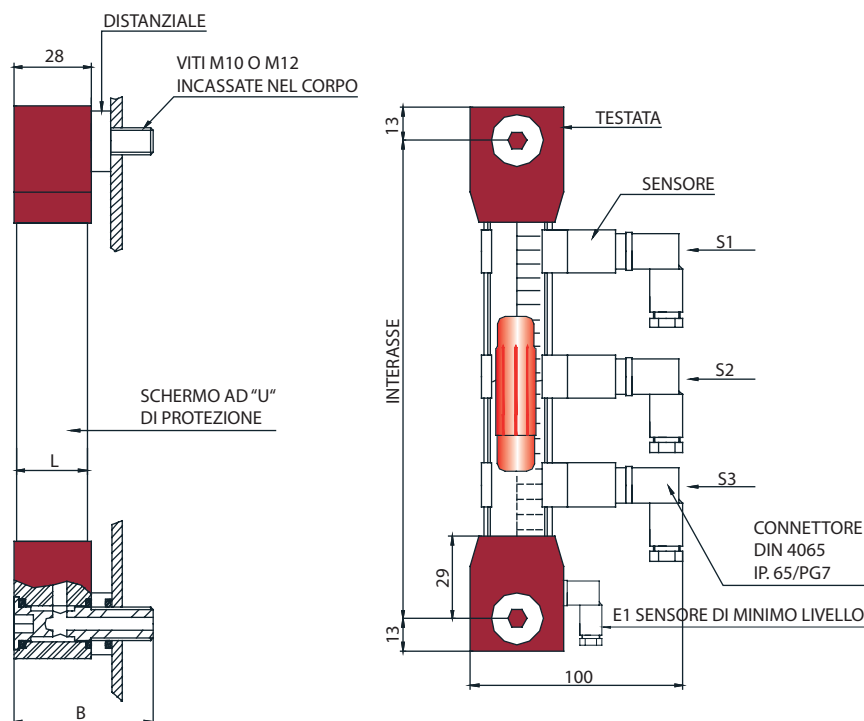 DISTANZIALE
28
VITI M10 O M12
INCASSATE NEL CORPO
SCHERMO AD “U“
DI PROTEZIONE
L
B
13
TESTATA
SENSORE
S1
INTERASSE
S2
S3
CONNETTORE
DIN 4065
IP. 65/PG7
29
E1 SENSORE DI MINIMO LIVELLO
13
100